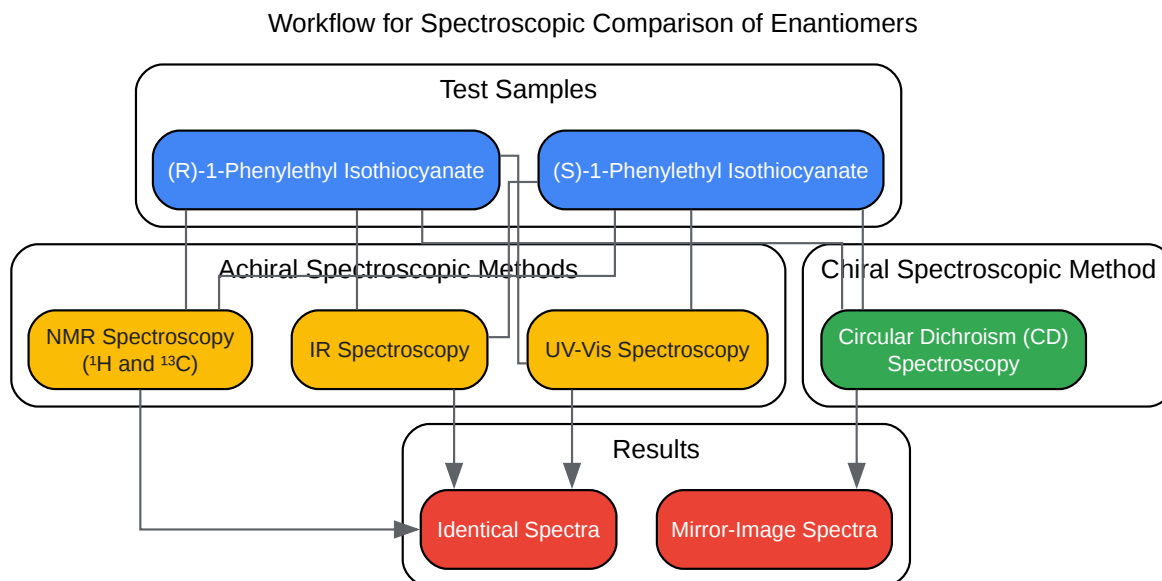 Workflow for Spectroscopic Comparison of Enantiomers
Test Samples
(R)-1-Phenylethyl Isothiocyanate
(S)-1-Phenylethyl Isothiocyanate
Achiral Spectroscopic Methods
Chiral Spectroscopic Method
NMR Spectroscopy
(¹H and ¹³C)
IR Spectroscopy
UV-Vis Spectroscopy
Circular Dichroism (CD)
Spectroscopy
Results
Identical Spectra
Mirror-Image Spectra